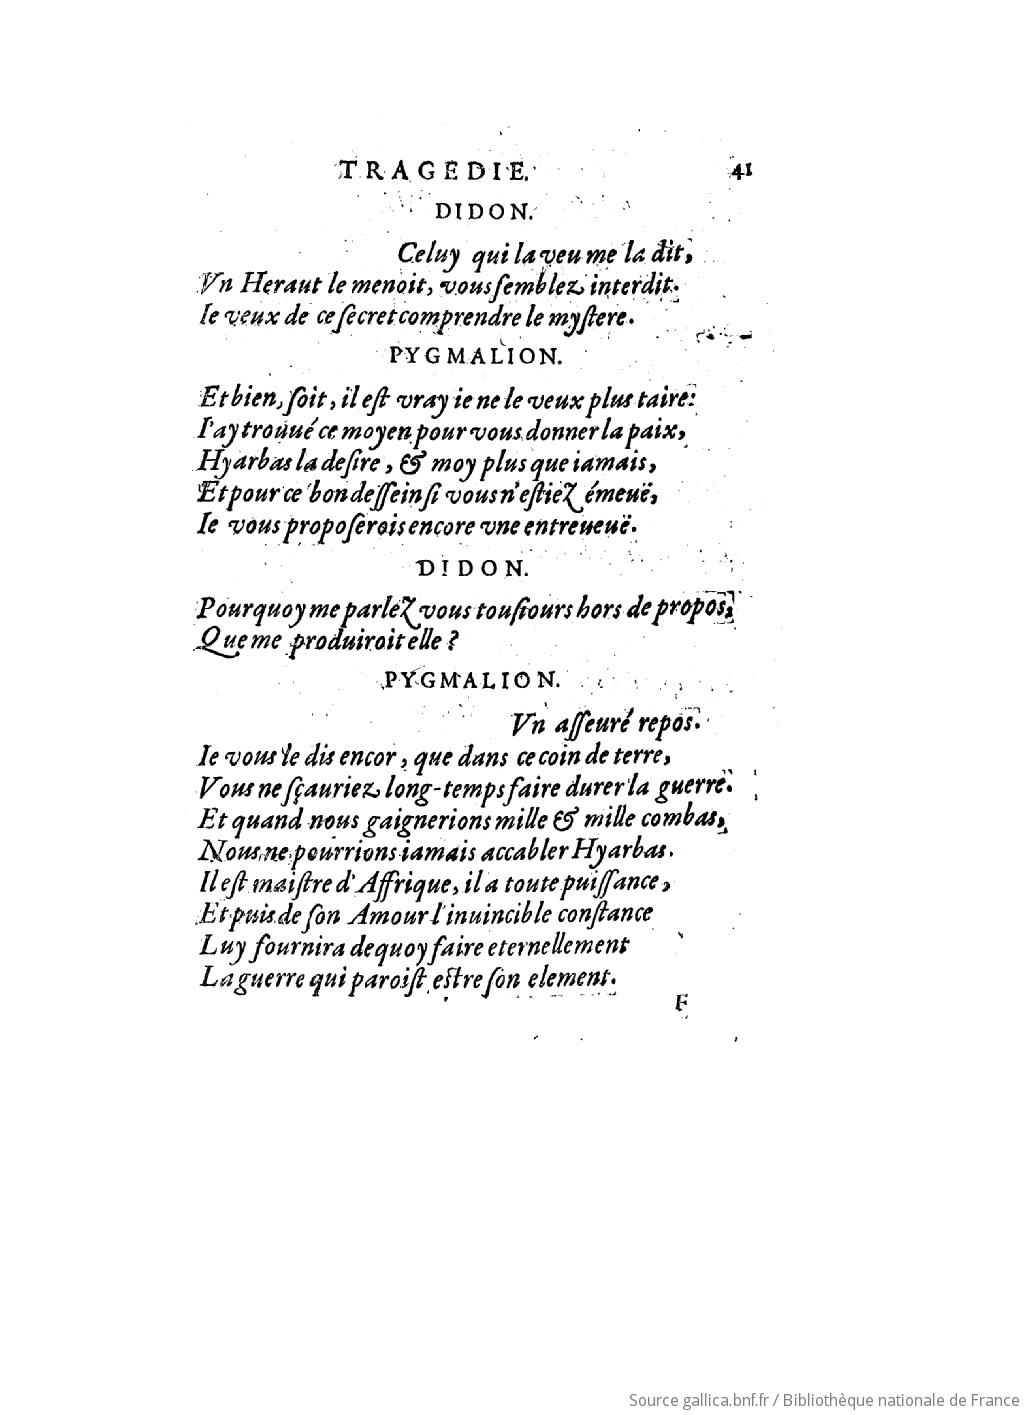 TRAGEDIE. 41
DIDON.
Celuy qui la veu me la dit,
Vn Heraut le menoit, vous semblez interdit.
Ie veux de ce secret comprendre le mystere.
PYGMALION.
Et bien, soit, il est vray ie ne le veux plus taire:
I'ay trouué ce moyen pour vous donner la paix,
Hyarbas la desire, & moy plus que iamais,
Et pour ce bon dessein si vous n'estiez émeuë,
Ie vous proposerois encore vne entreueuë.
DIDON.
Pourquoy me parlez vous tousiours hors de propos,
Que me produiroit elle?
PYGMALION.
Vn asseuré repos.
Ie vous le dis encor, que dans ce coin de terre,
Vous ne sçauriez long-temps faire durer la guerre.
Et quand nous gaignerions mille & mille combas,
Nous ne pourrions iamais accabler Hyarbas.
Il est maistre d'Affrique, il a toute puissance,
Et puis de son Amour l'inuincible constance
Luy fournira dequoy faire eternellement
La guerre qui paroist estre son element.
F
Source gallica.bnf.fr / Bibliothèque nationale de France